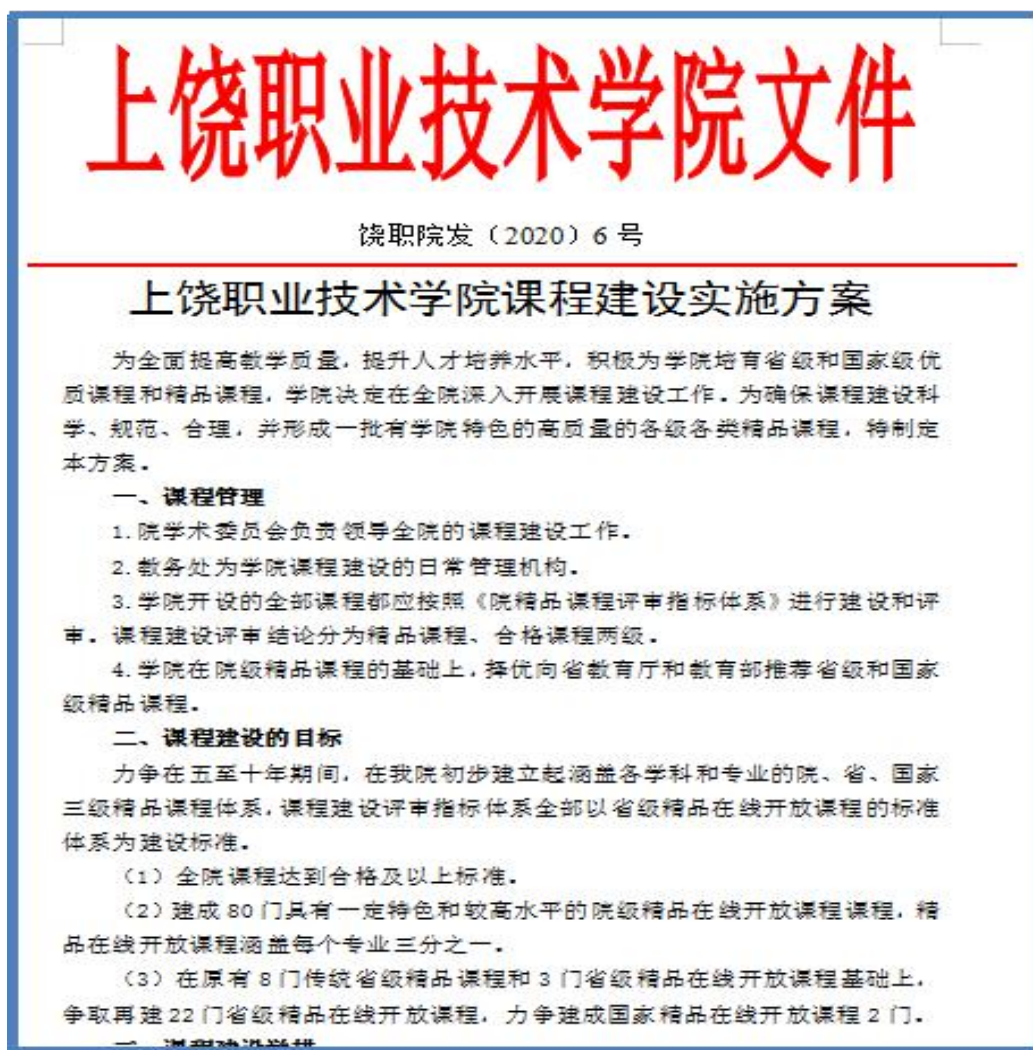 上饶职业技术学院文件
饶职院发（2020）6 号
上饶职业技术学院课程建设实施方案
为全面提高教学质量，提升人才培养水平，积极为学院培育省级和国家级优
质课程和精品课程，学院决定在全院深入开展课程建设工作。为确保课程建设科
学、规范、合理，并形成一批有学院特色的高质量的各级各类精品课程，特制定
本方案。
一、课程管理
1.院学术委员会负责领导全院的课程建设工作。
2.教务处为学院课程建设的日常管理机构。
3.学院开设的全部课程都应按照《院精品课程评审指标体系》进行建设和评
审。课程建设评审结论分为精品课程、合格课程两级。
4.学院在院级精品课程的基础上，择优向省教育厅和教育部推荐省级和国家
级精品课程。
二、课程建设的目标
力争在五至十年期间，在我院初步建立起涵盖各学科和专业的院、省、国家
三级精品课程体系，课程建设评审指标体系全部以省级精品在线开放课程的标准
体系为建设标准。
（1）全院课程达到合格及以上标准。
（2）建成 80 门具有一定特色和较高水平的院级精品在线开放课程课程，精
品在线开放课程涵盖每个专业三分之一。
（3）在原有 8 门传统省级精品课程和 3 门省级精品在线开放课程基础上，
争取再建 22 门省级精品在线开放课程，力争建成国家精品在线开放课程 2 门。